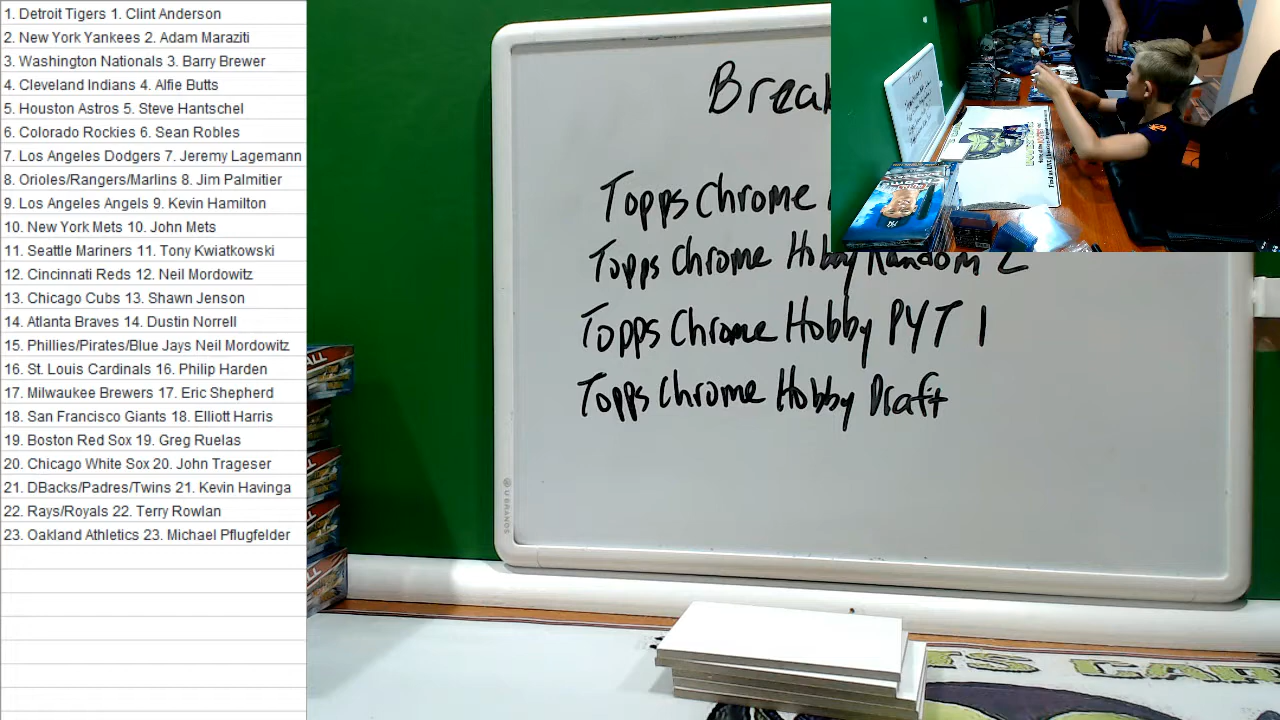 1. Detroit Tigers 1. Clint Anderson
2. New York Yankees 2. Adam Maraziti
3. Washington Nationals 3. Barry Brewer
4. Cleveland Indians 4. Alfie Butts
5. Houston Astros 5. Steve Hantschel
6. Colorado Rockies 6. Sean Robles
7. Los Angeles Dodgers 7. Jeremy Lagemann
8. Orioles/Rangers/Marlins 8. Jim Palmitier
9. Los Angeles Angels 9. Kevin Hamilton
10. New York Mets 10. John Mets
11. Seattle Mariners 11. Tony Kwiatkowski
12. Cincinnati Reds 12. Neil Mordowitz
13. Chicago Cubs 13. Shawn Jenson
14. Atlanta Braves 14. Dustin Norrell
15. Phillies/Pirates/Blue Jays Neil Mordowitz
16. St. Louis Cardinals 16. Philip Harden
17. Milwaukee Brewers 17. Eric Shepherd
18. San Francisco Giants 18. Elliott Harris
19. Boston Red Sox 19. Greg Ruelas
20. Chicago White Sox 20. John Trageser
21. DBacks/Padres/Twins 21. Kevin Havinga
22. Rays/Royals 22. Terry Rowlan
23. Oakland Athletics 23. Michael Pflugfelder
Break
Topps Chrome
Topps Chrome Hobby Random 2
Topps Chrome Hobby PYT 1
Topps Chrome Hobby Draft
U BRANDS